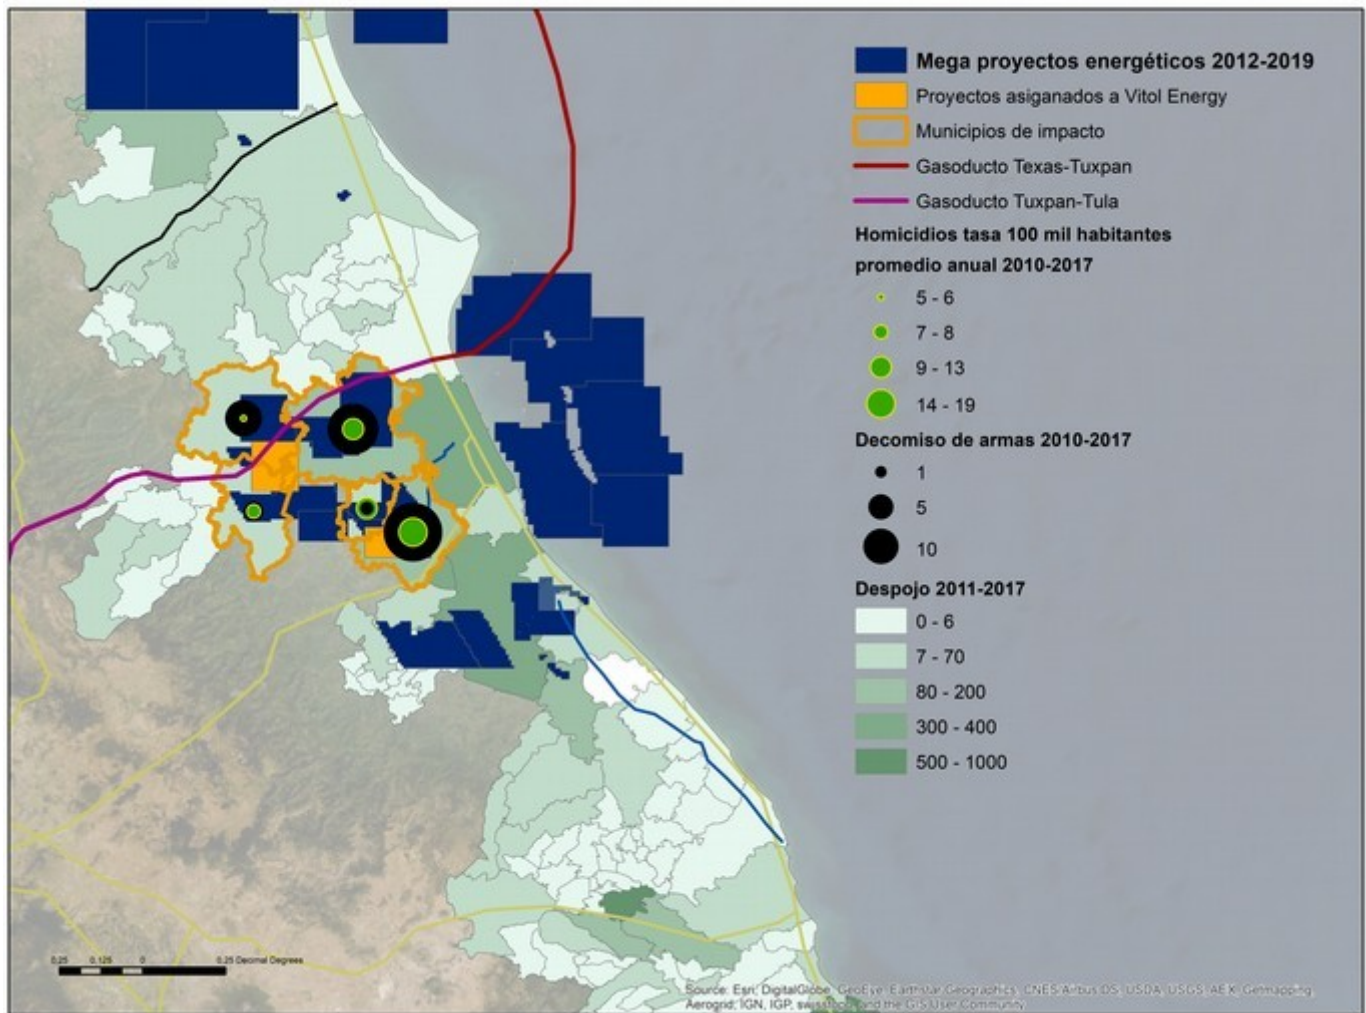 Mega proyectos energéticos 2012-2019
Proyectos asiganados a Vitol Energy
Municipios de impacto
Gasoducto Texas-Tuxpan
Gasoducto Tuxpan-Tula
Homicidios tasa 100 mil habitantes
promedio anual 2010-2017
5 - 6
7 - 8
9 - 13
14 - 19
Decomiso de armas 2010-2017
1
5
10
Despojo 2011-2017
0 - 6
7 - 70
80 - 200
300 - 400
500 - 1000
0.25 0.125 0 0.25 Decimal Degrees
Source: Esri, DigitalGlobe, GeoEye, Earthstar Geographics, CNES/Airbus DS, USDA, USGS, AEX, Getmapping,
Aerogrid, IGN, IGP, swisstopo, and the GIS User Community